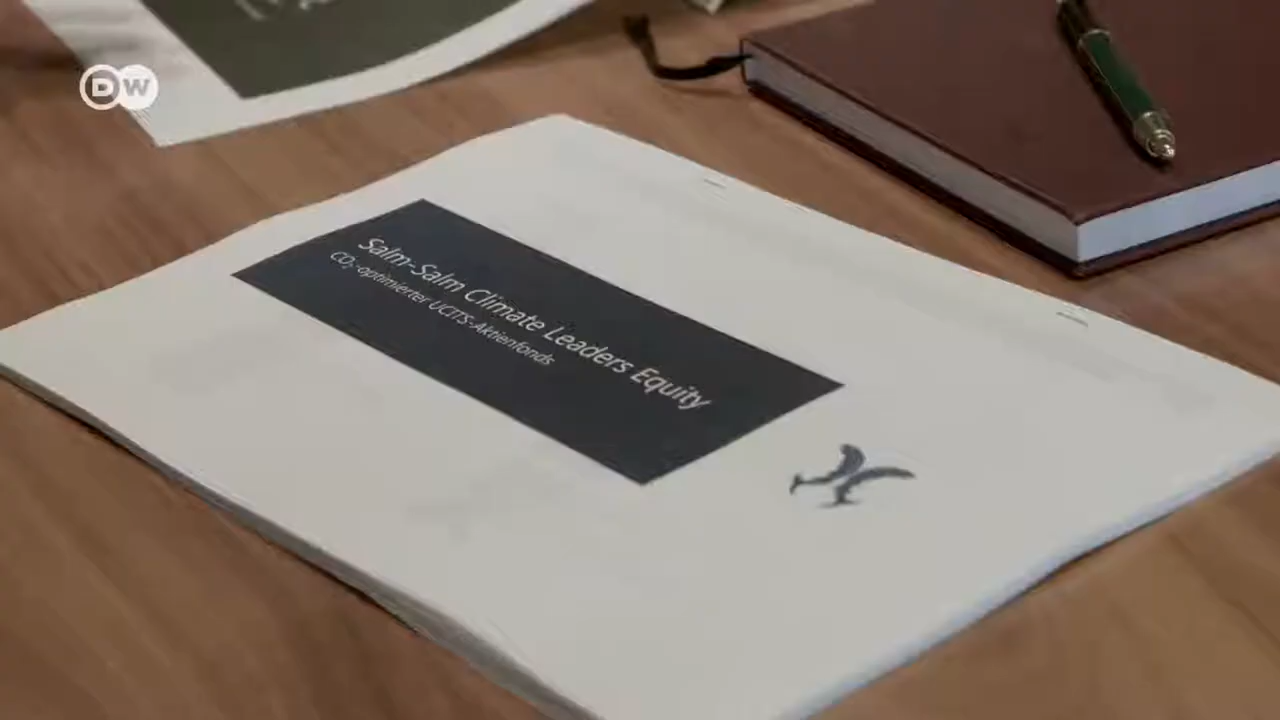 DW
Salm-Salm Climate Leaders Equity
CO₂-optimierter UCITS-Aktienfonds